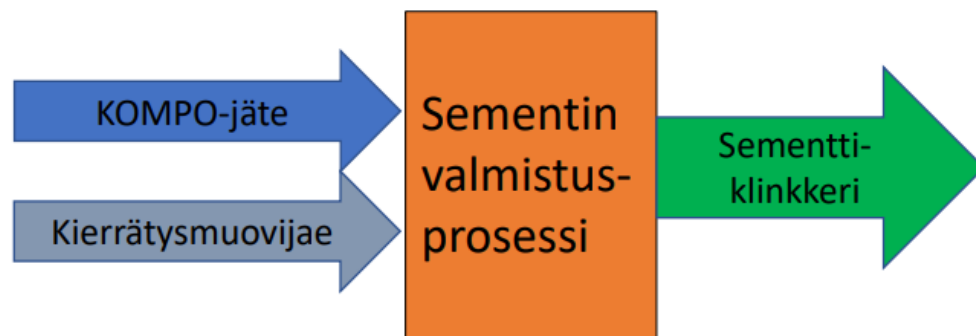 KOMPO-jäte
Kierrätysmuovijae
Sementin
valmistus-
prosessi
Sementti-
klinkkeri